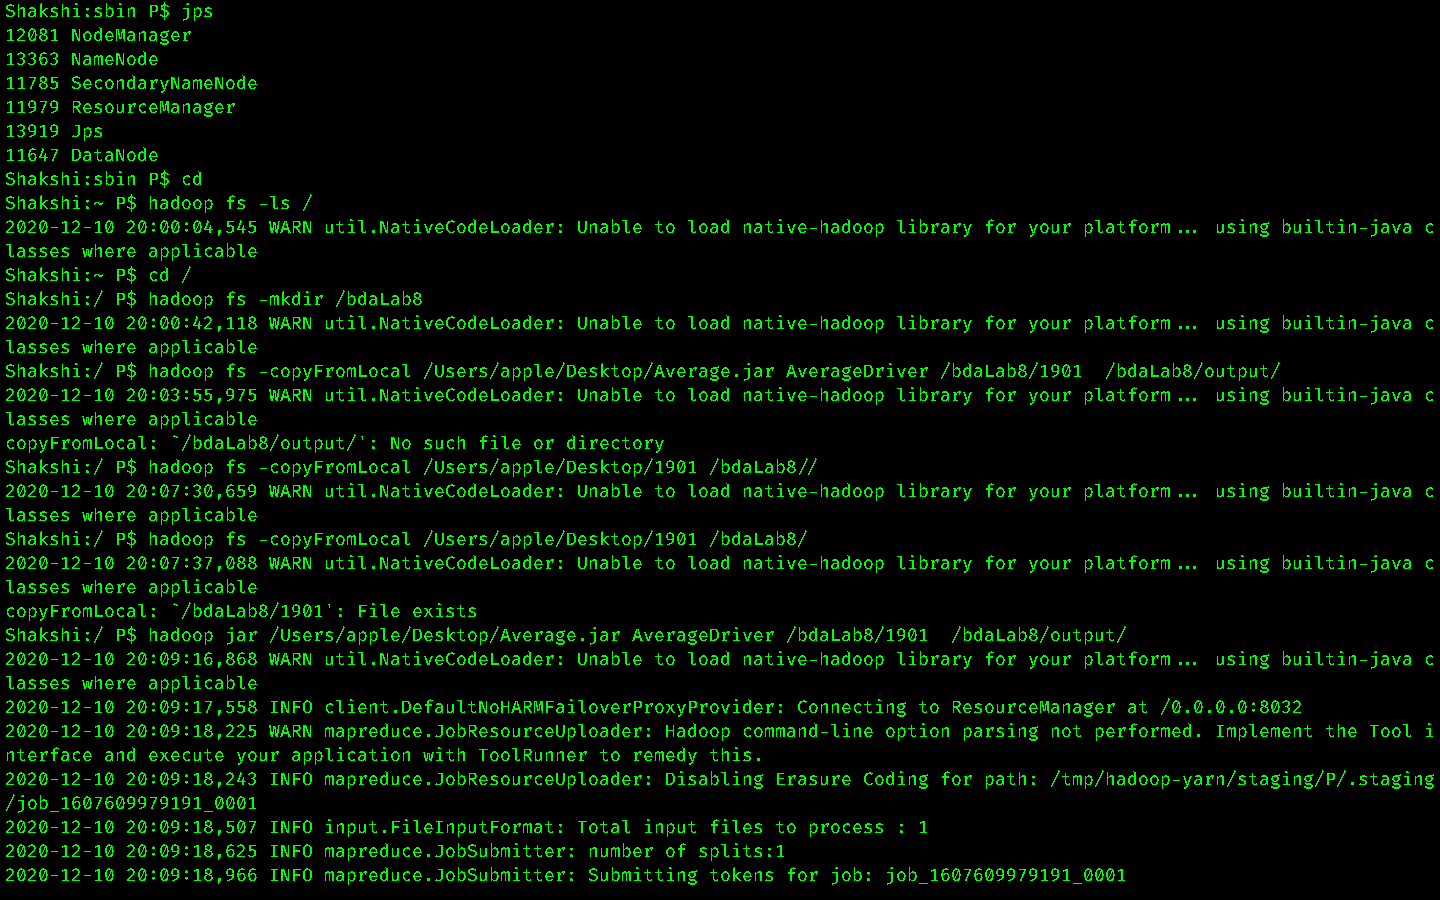 Shakshi:sbin P$ jps
12081 NodeManager
13363 NameNode
11785 SecondaryNameNode
11979 ResourceManager
13919 Jps
11647 DataNode
Shakshi:sbin P$ cd
Shakshi:~ P$ hadoop fs -ls /
2020-12-10 20:00:04,545 WARN util.NativeCodeLoader: Unable to load native-hadoop library for your platform... using builtin-java c
lasses where applicable
Shakshi:~ P$ cd /
Shakshi:/ P$ hadoop fs -mkdir /bdaLab8
2020-12-10 20:00:42,118 WARN util.NativeCodeLoader: Unable to load native-hadoop library for your platform... using builtin-java c
lasses where applicable
Shakshi:/ P$ hadoop fs -copyFromLocal /Users/apple/Desktop/Average.jar AverageDriver /bdaLab8/1901  /bdaLab8/output/
2020-12-10 20:03:55,975 WARN util.NativeCodeLoader: Unable to load native-hadoop library for your platform... using builtin-java c
lasses where applicable
copyFromLocal: `/bdaLab8/output/': No such file or directory
Shakshi:/ P$ hadoop fs -copyFromLocal /Users/apple/Desktop/1901 /bdaLab8//
2020-12-10 20:07:30,659 WARN util.NativeCodeLoader: Unable to load native-hadoop library for your platform... using builtin-java c
lasses where applicable
Shakshi:/ P$ hadoop fs -copyFromLocal /Users/apple/Desktop/1901 /bdaLab8/
2020-12-10 20:07:37,088 WARN util.NativeCodeLoader: Unable to load native-hadoop library for your platform... using builtin-java c
lasses where applicable
copyFromLocal: `/bdaLab8/1901': File exists
Shakshi:/ P$ hadoop jar /Users/apple/Desktop/Average.jar AverageDriver /bdaLab8/1901  /bdaLab8/output/
2020-12-10 20:09:16,868 WARN util.NativeCodeLoader: Unable to load native-hadoop library for your platform... using builtin-java c
lasses where applicable
2020-12-10 20:09:17,558 INFO client.DefaultNoHARMFailoverProxyProvider: Connecting to ResourceManager at /0.0.0.0:8032
2020-12-10 20:09:18,225 WARN mapreduce.JobResourceUploader: Hadoop command-line option parsing not performed. Implement the Tool i
nterface and execute your application with ToolRunner to remedy this.
2020-12-10 20:09:18,243 INFO mapreduce.JobResourceUploader: Disabling Erasure Coding for path: /tmp/hadoop-yarn/staging/P/.staging
/job_1607609979191_0001
2020-12-10 20:09:18,507 INFO input.FileInputFormat: Total input files to process : 1
2020-12-10 20:09:18,625 INFO mapreduce.JobSubmitter: number of splits:1
2020-12-10 20:09:18,966 INFO mapreduce.JobSubmitter: Submitting tokens for job: job_1607609979191_0001